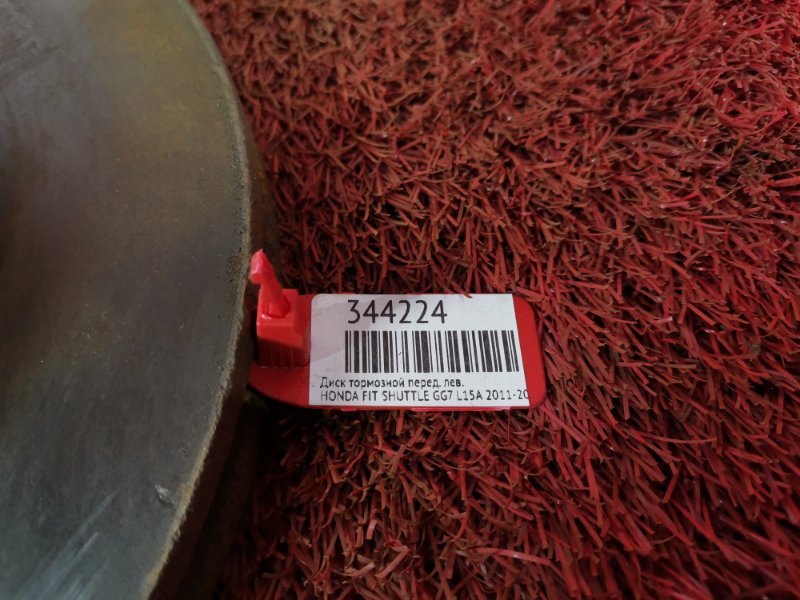 344224
Диск тормозной перед. лев.
HONDA FIT SHUTTLE GG7 L15A 2011-20